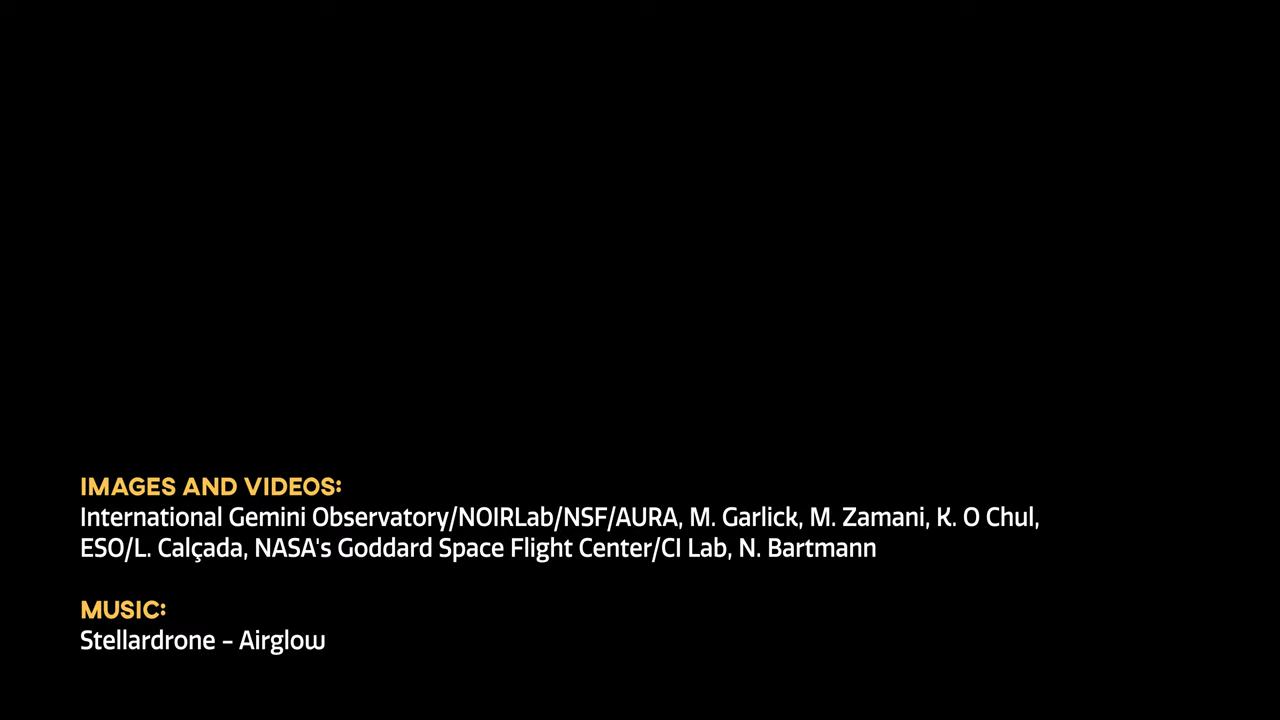 IMAGES AND VIDEOS:
International Gemini Observatory/NOIRLab/NSF/AURA, M. Garlick, M. Zamani, K. O Chul,
ESO/L. Calçada, NASA's Goddard Space Flight Center/CI Lab, N. Bartmann
MUSIC:
Stellardrone – Airglow